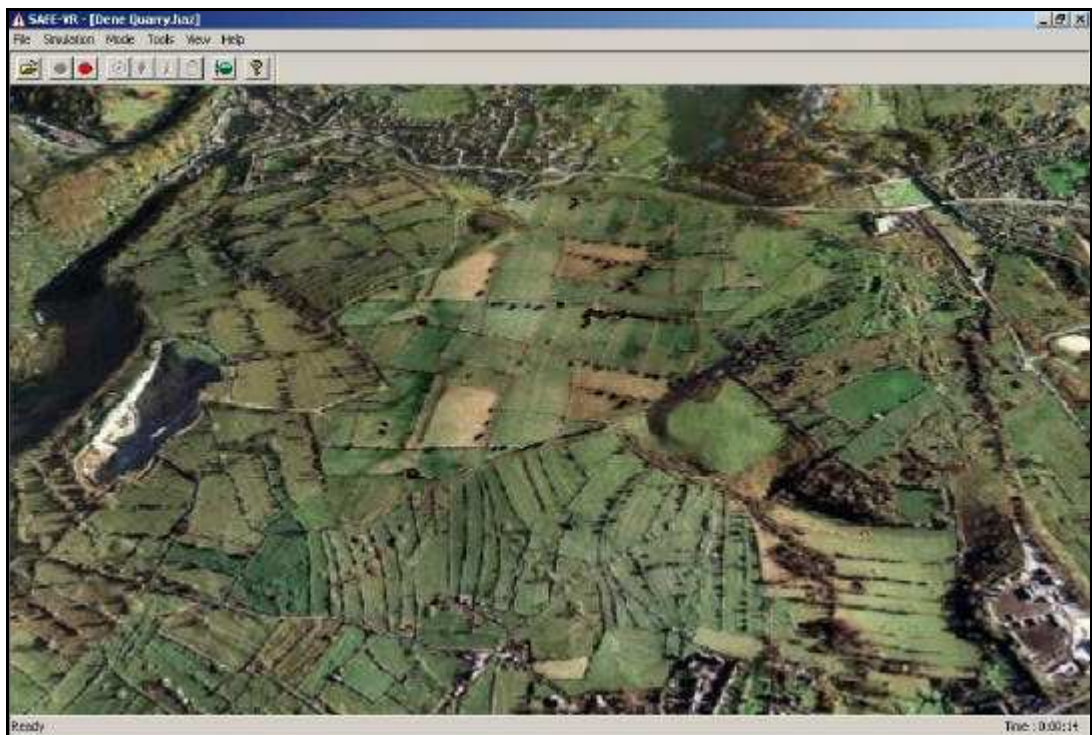 SAFE-VR - [Dene Quarry.haz]
File Simulation Mode Tools View Help
Ready
Time : 0:00:14